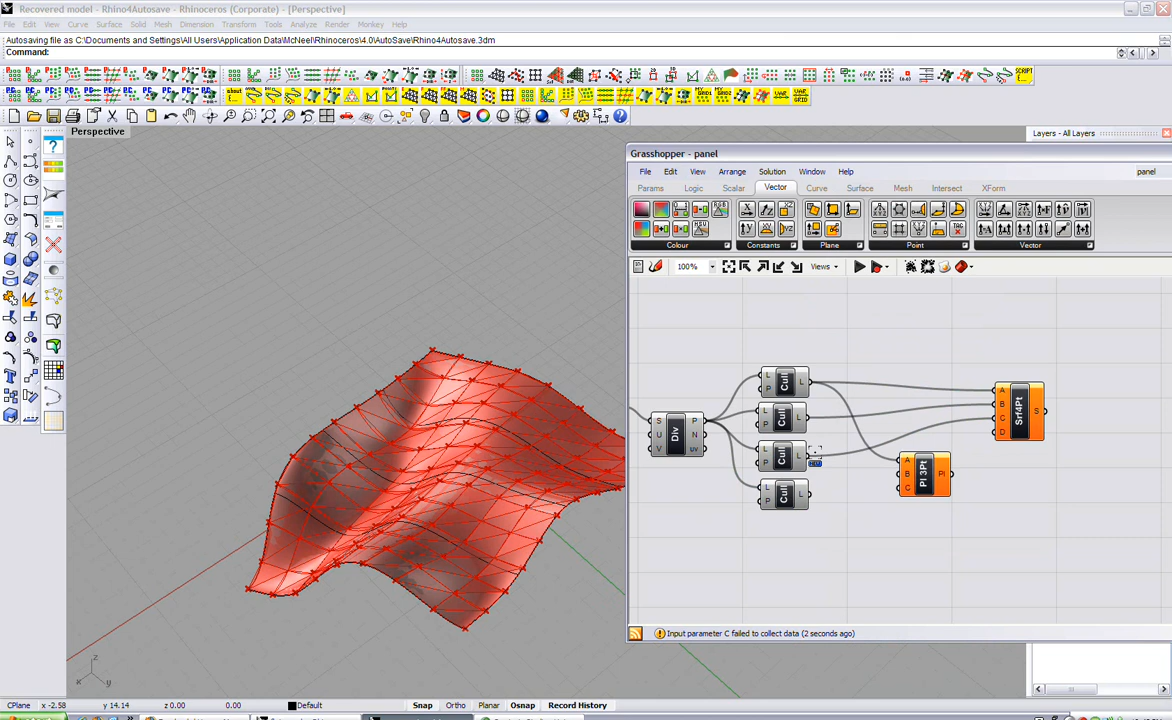 Recovered model - Rhino4Autosave - Rhinoceros (Corporate) - [Perspective]
File Edit View Curve Surface Solid Mesh Dimension Transform Tools Analyze Render Monkey Help
Autosaving file as C:\Documents and Settings\All Users\Application Data\McNeel\Rhinoceros\4.0\AutoSave\Rhino4Autosave.3dm
Command:
Perspective
Layers - All Layers
Grasshopper - panel
File Edit View Arrange Solution Window Help panel
Params Logic Scalar Vector Curve Surface Mesh Intersect XForm
Colour Constants Plane Point Vector
100% Views
Cull
L
P
L
Cull
L
P
L
Cull
L
P
L
Cull
L
P
L
Div
S
U
V
P
N
uv
Srf4Pt
A
B
C
D
S
Pl 3Pt
A
B
C
Pl
Input parameter C failed to collect data (2 seconds ago)
z
x y
CPlane x -2.58 y 14.14 z 0.00 0.00 Default Snap Ortho Planar Osnap Record History